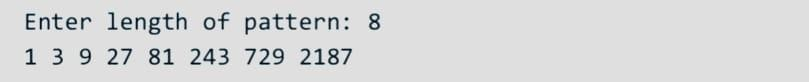 Enter length of pattern: 8
1 3 9 27 81 243 729 2187